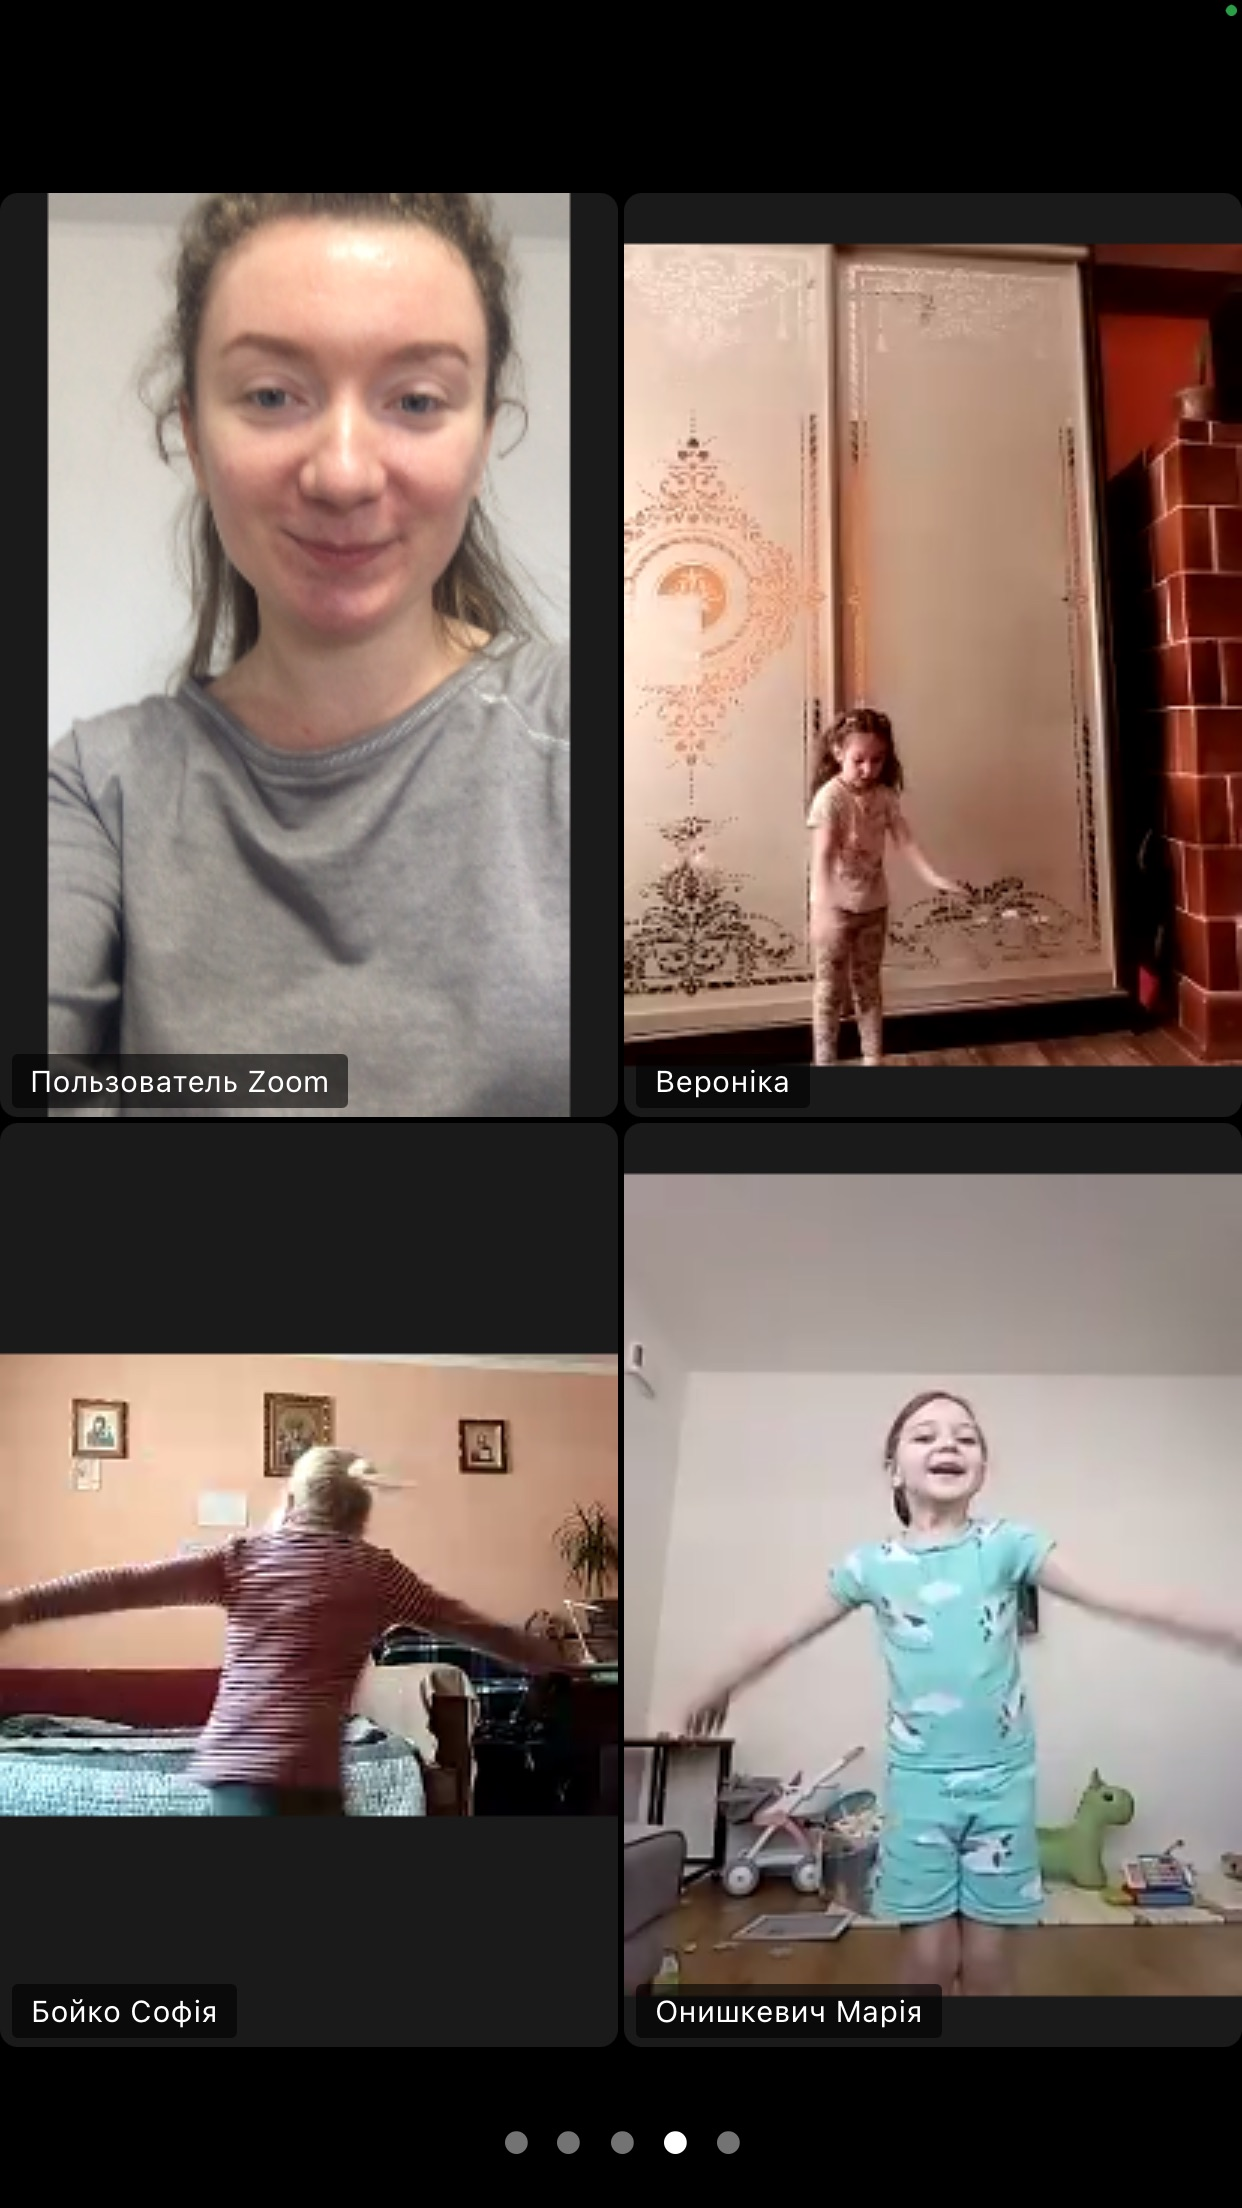 Пользователь Zoom
Вероніка
Бойко Софія
Онишкевич Марія